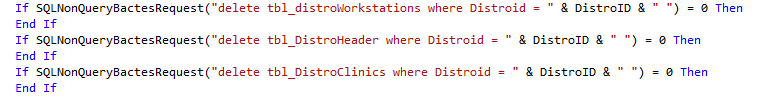 If SQLNonQueryBactesRequest("delete tbl_distroWorkstations where Distroid = " & DistroID & " ") = 0 Then
End If
If SQLNonQueryBactesRequest("delete tbl_DistroHeader where Distroid = " & DistroID & " ") = 0 Then
End If
If SQLNonQueryBactesRequest("delete tbl_DistroClinics where Distroid = " & DistroID & " ") = 0 Then
End If